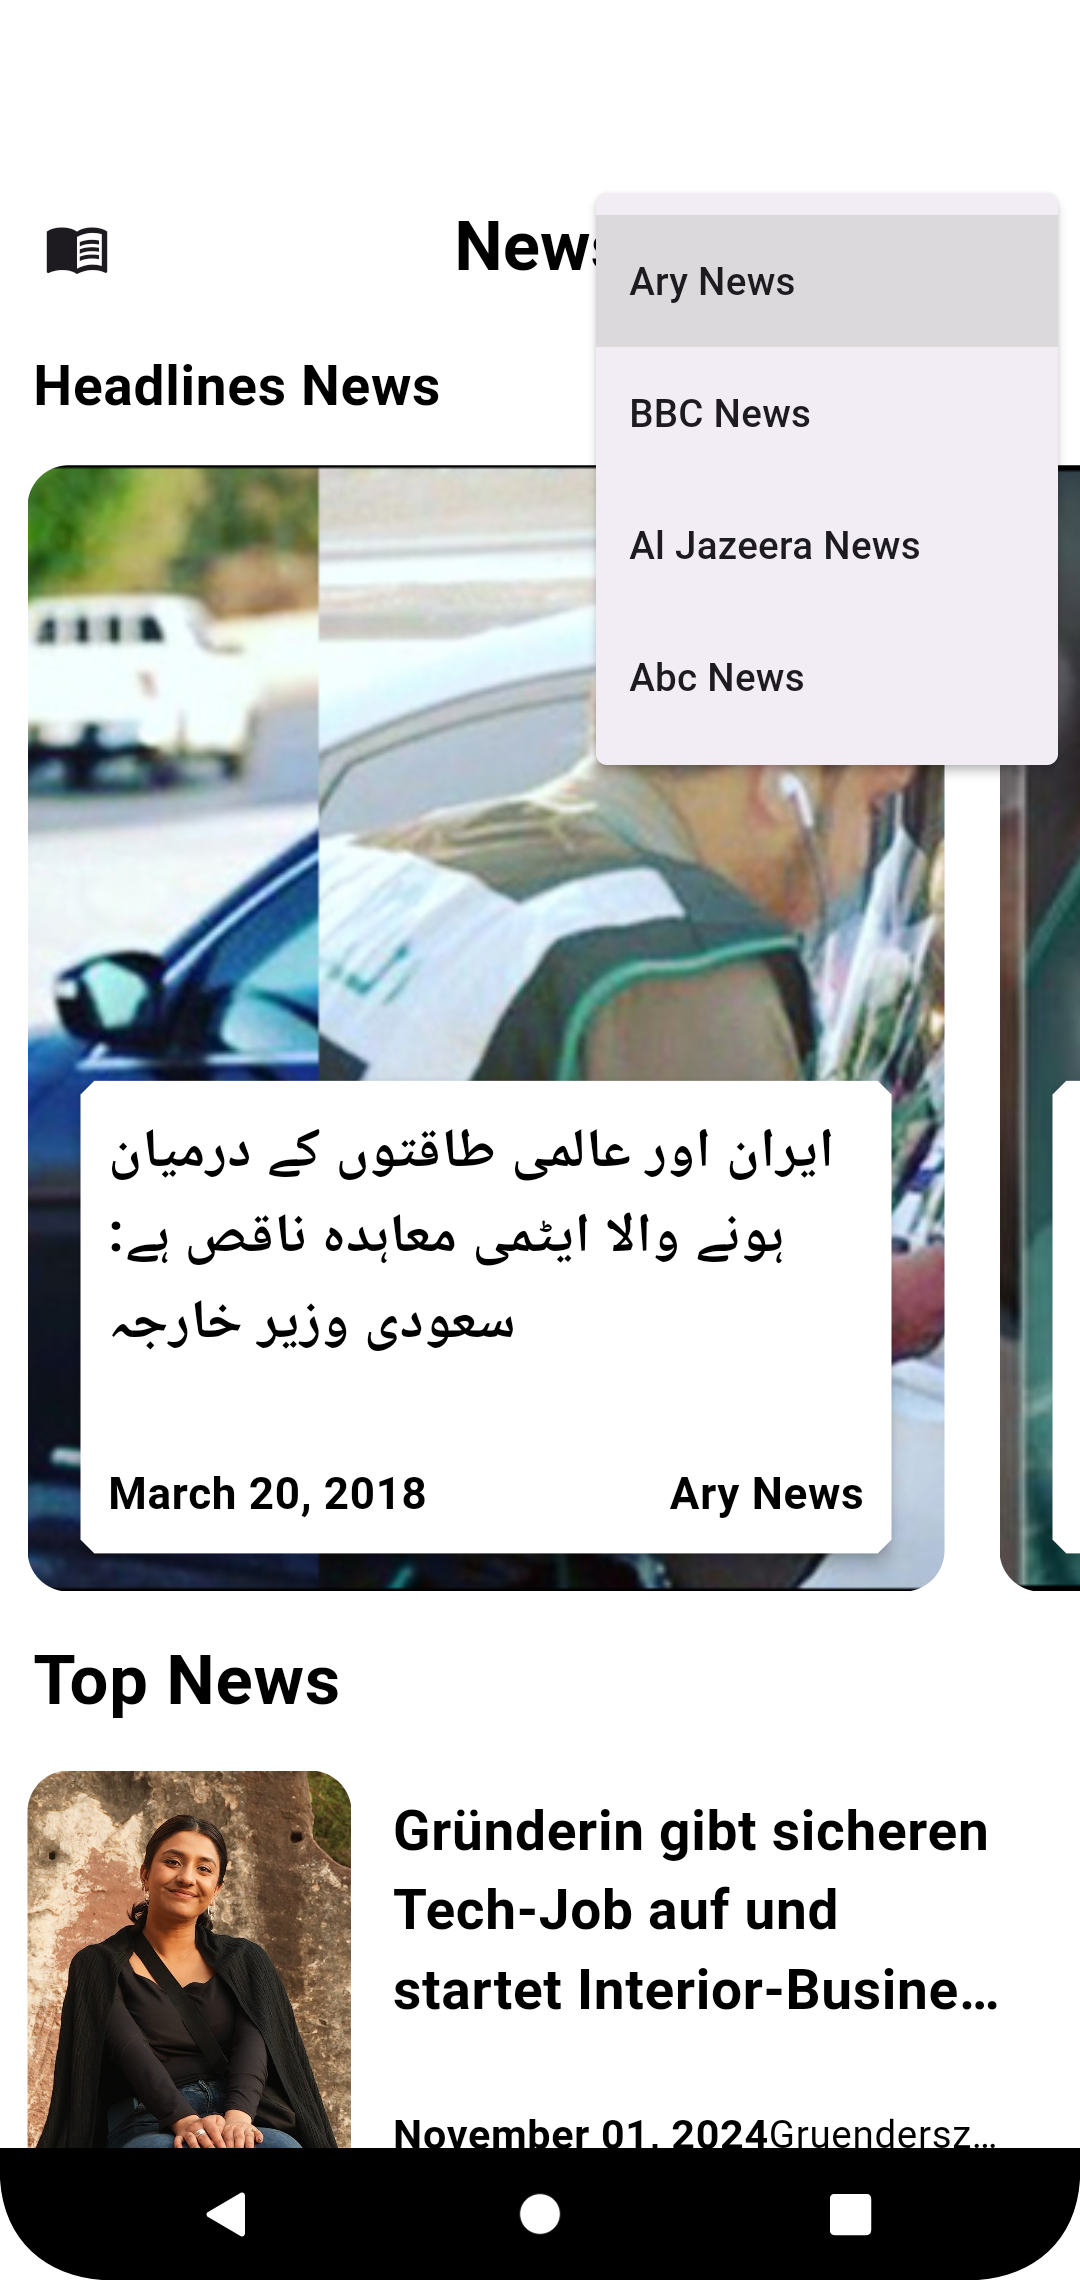 News
Ary News
BBC News
Al Jazeera News
Abc News
Headlines News
ایران اور عالمی طاقتوں کے درمیان
ہونے والا ایٹمی معاہدہ ناقص ہے:
سعودی وزیر خارجہ
March 20, 2018
Ary News
Top News
Gründerin gibt sicheren
Tech-Job auf und
startet Interior-Busine…
November 01, 2024Gruendersz…